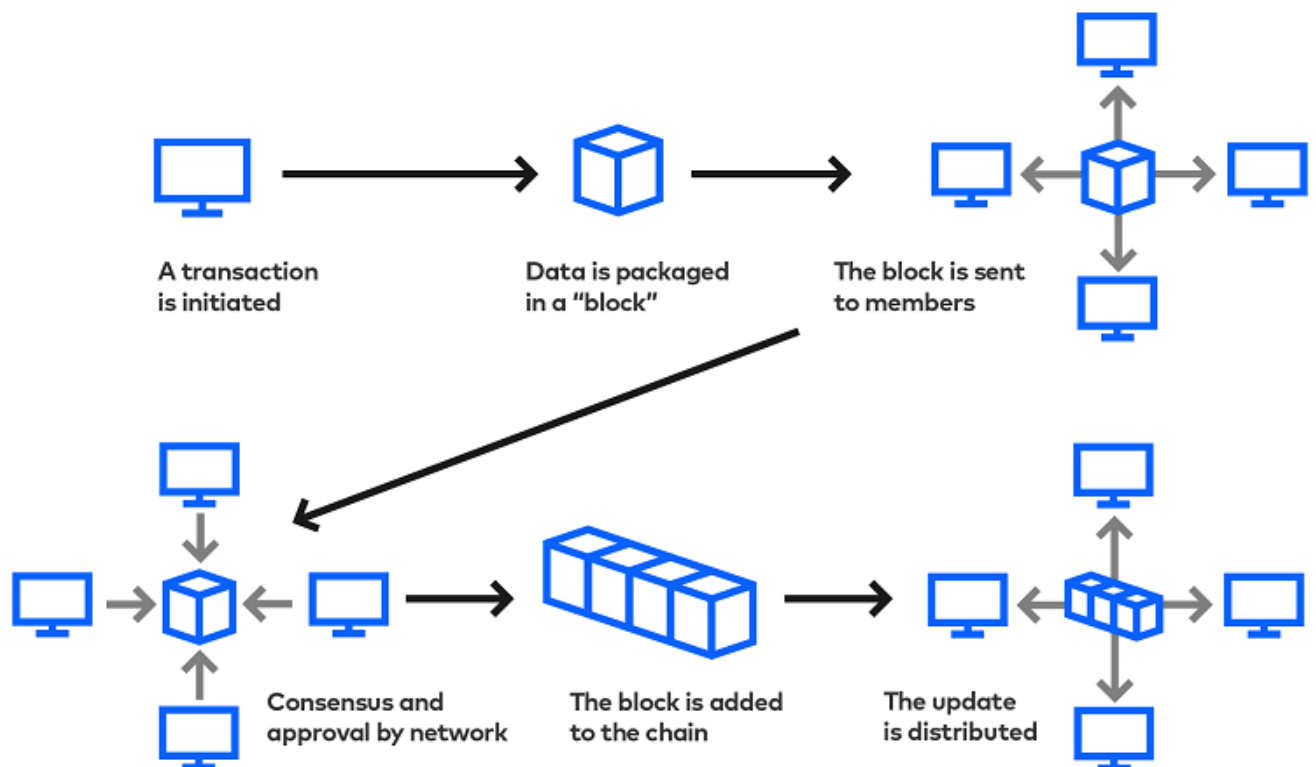 A transaction
is initiated
Data is packaged
in a “block”
The block is sent
to members
Consensus and
approval by network
The block is added
to the chain
The update
is distributed